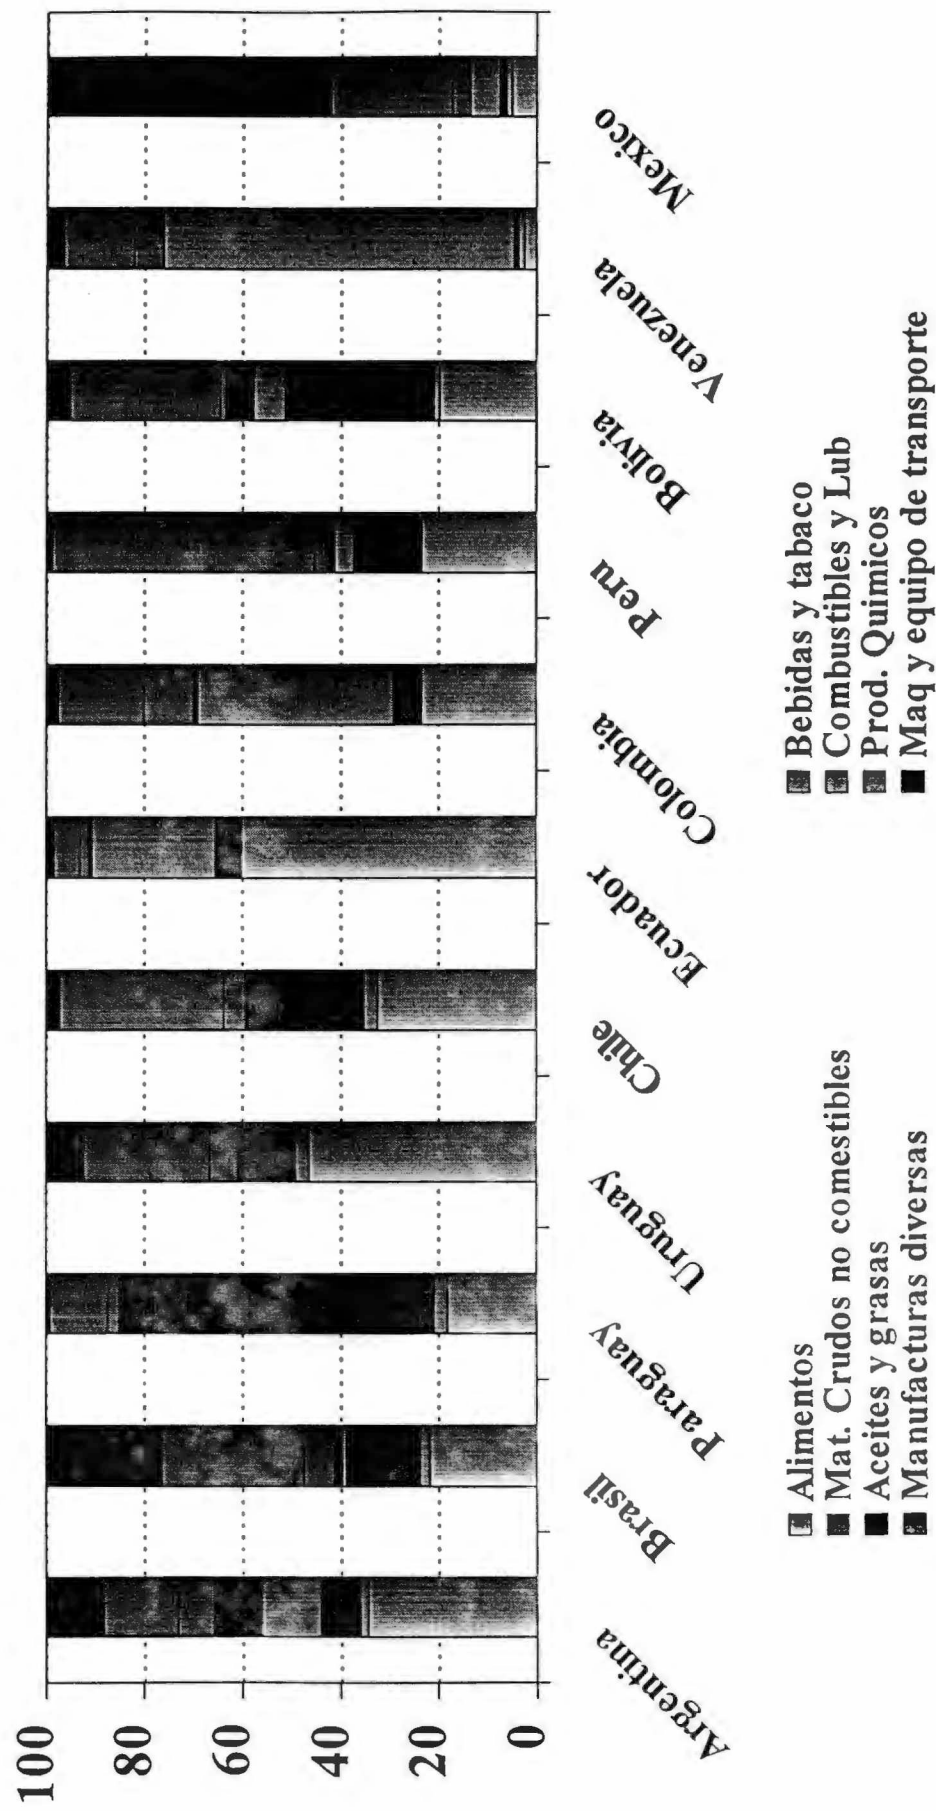 100
80
60
40
20
0
Argentina
Brasil
Paraguay
Uruguay
Chile
Ecuador
Colombia
Peru
Bolivia
Venezuela
Mexico
Alimentos
Mat. Crudos no comestibles
Aceites y grasas
Manufacturas diversas
Bebidas y tabaco
Combustibles y Lub
Prod. Quimicos
Maq y equipo de transporte